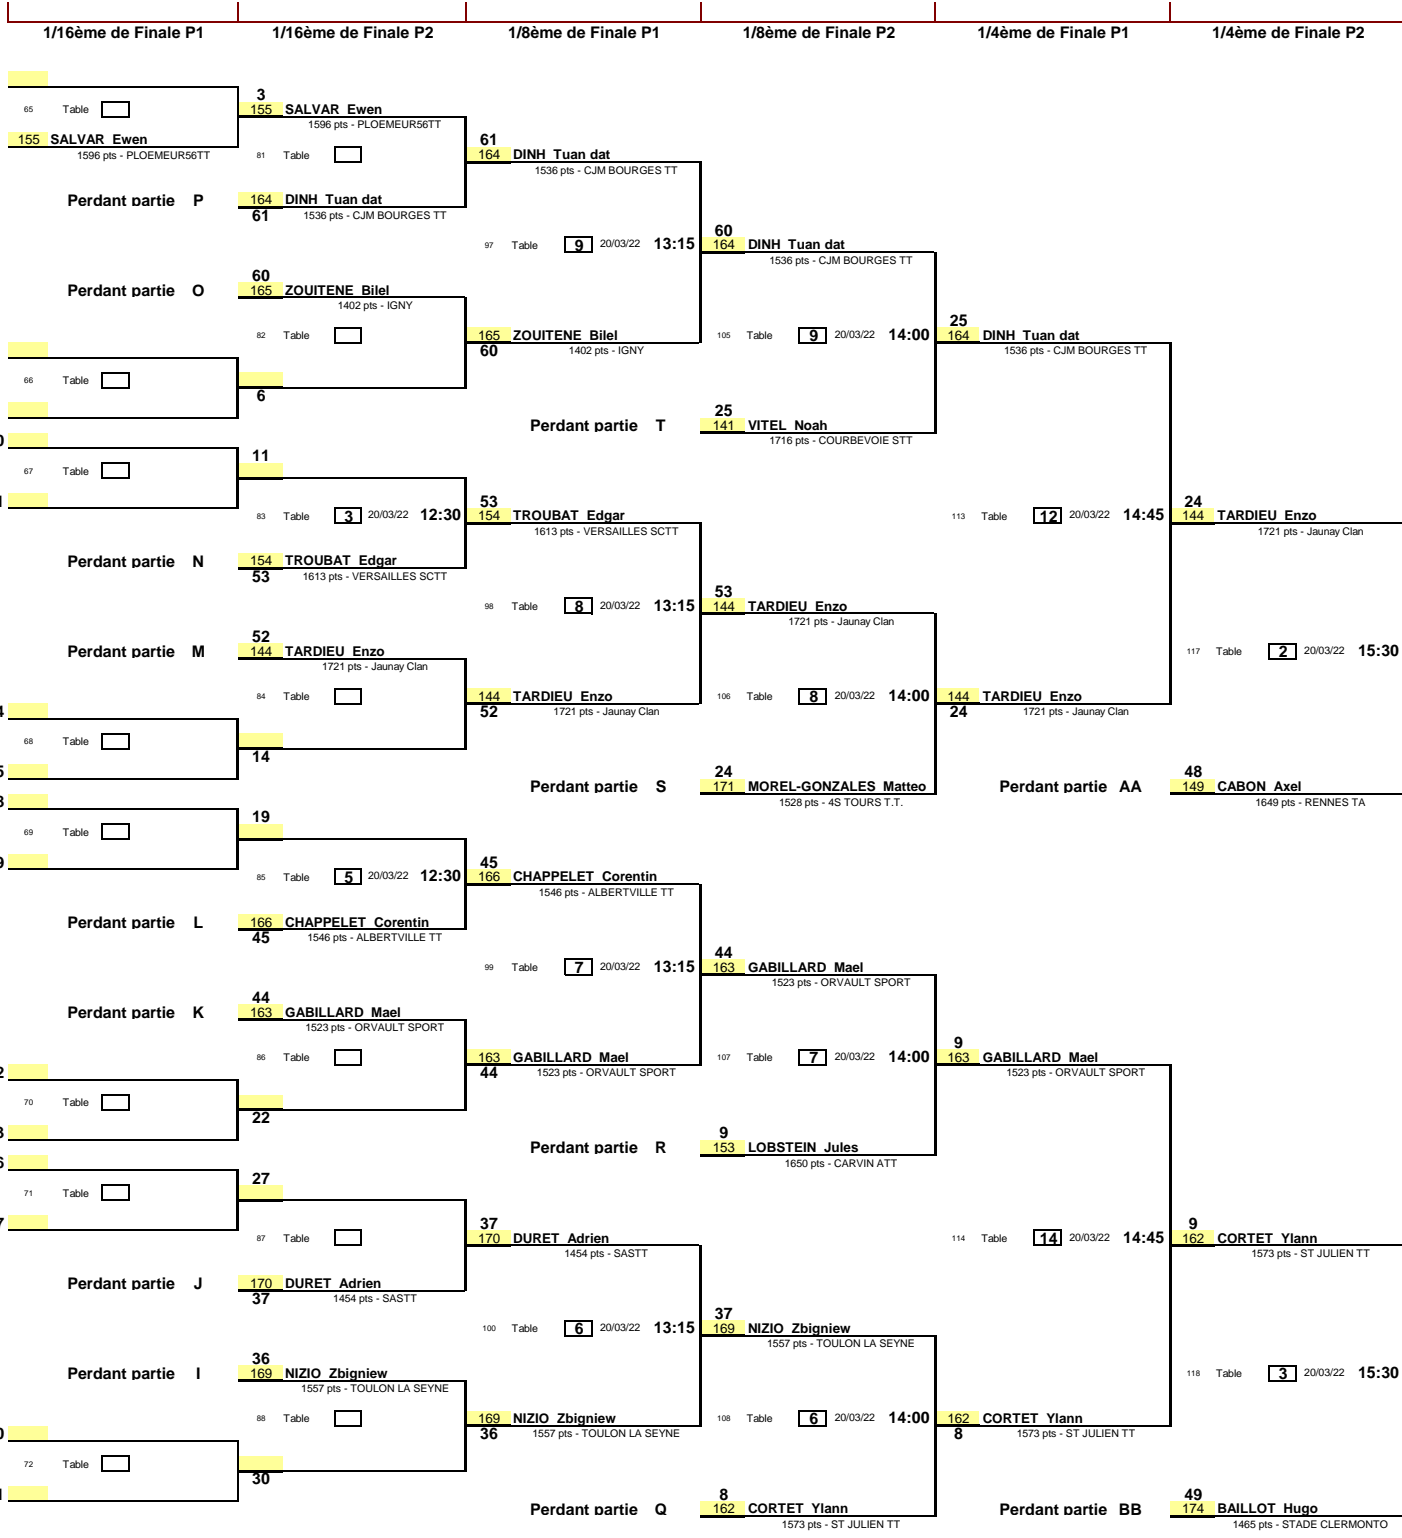 1/16ème de Finale P1 1/16ème de Finale P2 1/8ème de Finale P1 1/8ème de Finale P2 1/4ème de Finale P1 1/4ème de Finale P2
3
65 Table 155 SALVAR Ewen
1596 pts - PLOEMEUR56TT
155 SALVAR Ewen 61
1596 pts - PLOEMEUR56TT 81 Table 164 DINH Tuan dat
1536 pts - CJM BOURGES TT
Perdant partie P 164 DINH Tuan dat
61 1536 pts - CJM BOURGES TT
60
97 Table 9 20/03/22 13:15 164 DINH Tuan dat
1536 pts - CJM BOURGES TT
60
Perdant partie O 165 ZOUITENE Bilel
1402 pts - IGNY
25
82 Table 165 ZOUITENE Bilel 105 Table 9 20/03/22 14:00 164 DINH Tuan dat
60 1402 pts - IGNY 1536 pts - CJM BOURGES TT
66 Table
6
25
Perdant partie T 141 VITEL Noah
1716 pts - COURBEVOIE STT
11
67 Table
53 24
83 Table 3 20/03/22 12:30 154 TROUBAT Edgar 113 Table 12 20/03/22 14:45 144 TARDIEU Enzo
1613 pts - VERSAILLES SCTT 1721 pts - Jaunay Clan
Perdant partie N 154 TROUBAT Edgar
53 1613 pts - VERSAILLES SCTT
53
98 Table 8 20/03/22 13:15 144 TARDIEU Enzo
1721 pts - Jaunay Clan
52
Perdant partie M 144 TARDIEU Enzo 117 Table 2 20/03/22 15:30
1721 pts - Jaunay Clan
84 Table 144 TARDIEU Enzo 106 Table 8 20/03/22 14:00 144 TARDIEU Enzo
52 1721 pts - Jaunay Clan 24 1721 pts - Jaunay Clan
68 Table
14
24 48
Perdant partie S 171 MOREL-GONZALES Matteo Perdant partie AA 149 CABON Axel
1528 pts - 4S TOURS T.T. 1649 pts - RENNES TA
19
69 Table
45
85 Table 5 20/03/22 12:30 166 CHAPPELET Corentin
1546 pts - ALBERTVILLE TT
Perdant partie L 166 CHAPPELET Corentin
45 1546 pts - ALBERTVILLE TT
44
99 Table 7 20/03/22 13:15 163 GABILLARD Mael
1523 pts - ORVAULT SPORT
44
Perdant partie K 163 GABILLARD Mael
1523 pts - ORVAULT SPORT
9
86 Table 163 GABILLARD Mael 107 Table 7 20/03/22 14:00 163 GABILLARD Mael
44 1523 pts - ORVAULT SPORT 1523 pts - ORVAULT SPORT
70 Table
22
9
Perdant partie R 153 LOBSTEIN Jules
1650 pts - CARVIN ATT
27
71 Table
37 9
87 Table 170 DURET Adrien 114 Table 14 20/03/22 14:45 162 CORTET Ylann
1454 pts - SASTT 1573 pts - ST JULIEN TT
Perdant partie J 170 DURET Adrien
37 1454 pts - SASTT
37
100 Table 6 20/03/22 13:15 169 NIZIO Zbigniew
1557 pts - TOULON LA SEYNE
36
Perdant partie I 169 NIZIO Zbigniew 118 Table 3 20/03/22 15:30
1557 pts - TOULON LA SEYNE
88 Table 169 NIZIO Zbigniew 108 Table 6 20/03/22 14:00 162 CORTET Ylann
36 1557 pts - TOULON LA SEYNE 8 1573 pts - ST JULIEN TT
72 Table
30
8 49
Perdant partie Q 162 CORTET Ylann Perdant partie BB 174 BAILLOT Hugo
1573 pts - ST JULIEN TT 1465 pts - STADE CLERMONTO